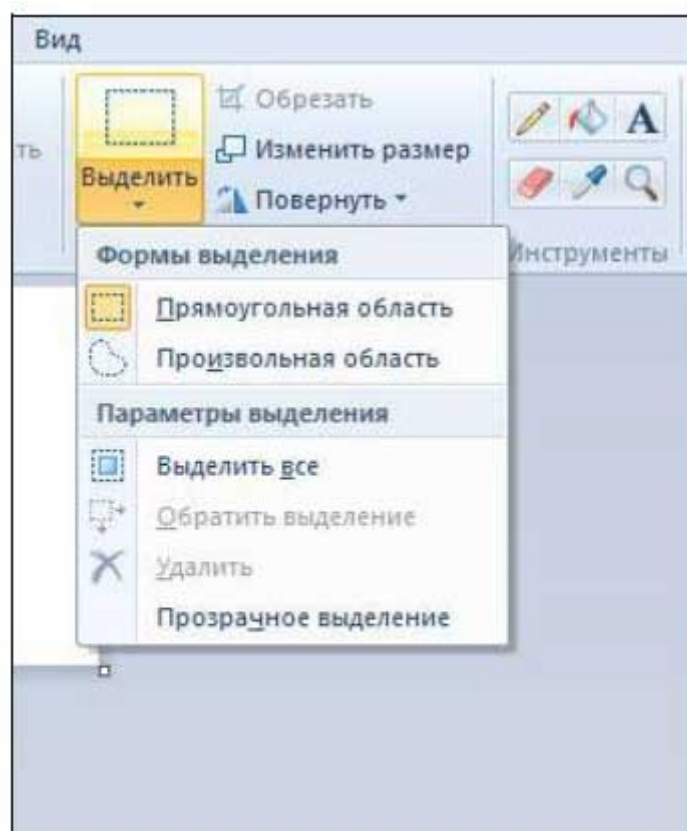 Вид
ть
Выделить
Обрезать
Изменить размер
Повернуть
A
Инструменты
Формы выделения
Прямоугольная область
Произвольная область
Параметры выделения
Выделить все
Обратить выделение
Удалить
Прозрачное выделение